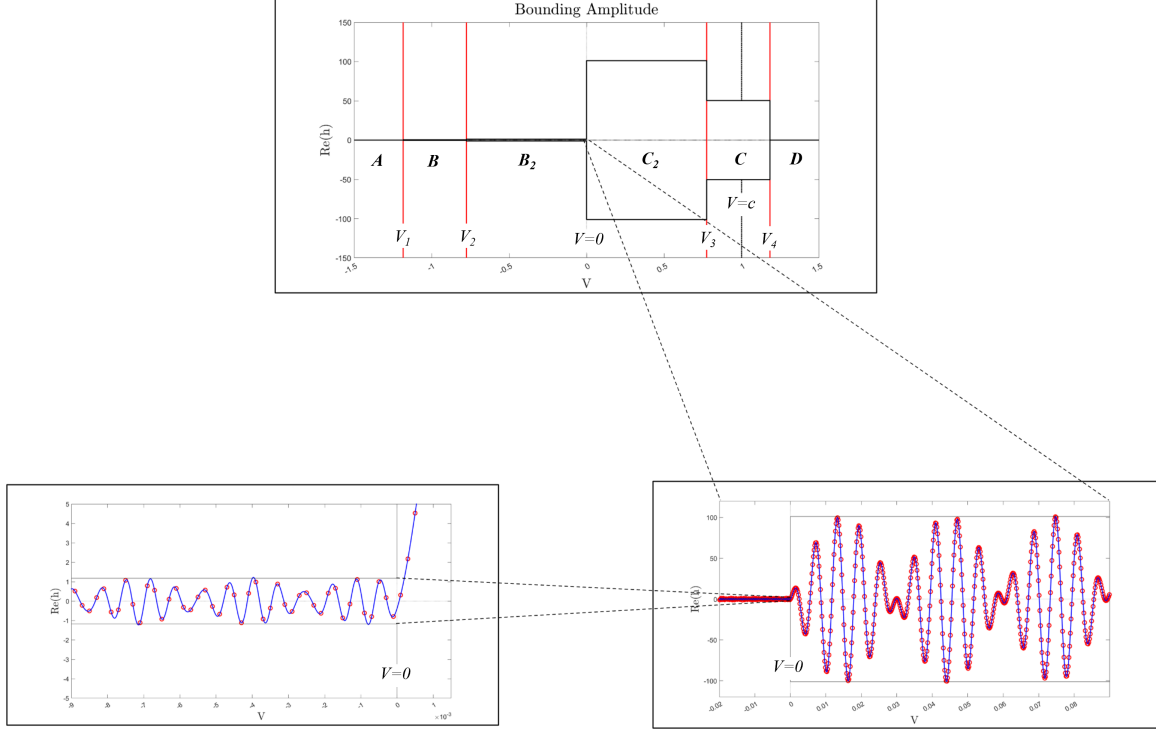 Bounding Amplitude
150
100
50
0
-50
-100
-150
Re(h)
A
B
B2
C2
C
D
V=c
V1
V2
V=0
V3
V4
-1.5
-1
-0.5
0
0.5
1
1.5
V
5
4
3
2
1
0
-1
-2
-3
-4
-5
Re(h)
V=0
-9
-8
-7
-6
-5
-4
-3
-2
-1
0
1
V
×10⁻³
100
50
0
-50
-100
Re(h)
V=0
-0.02
-0.01
0
0.01
0.02
0.03
0.04
0.05
0.06
0.07
0.08
V